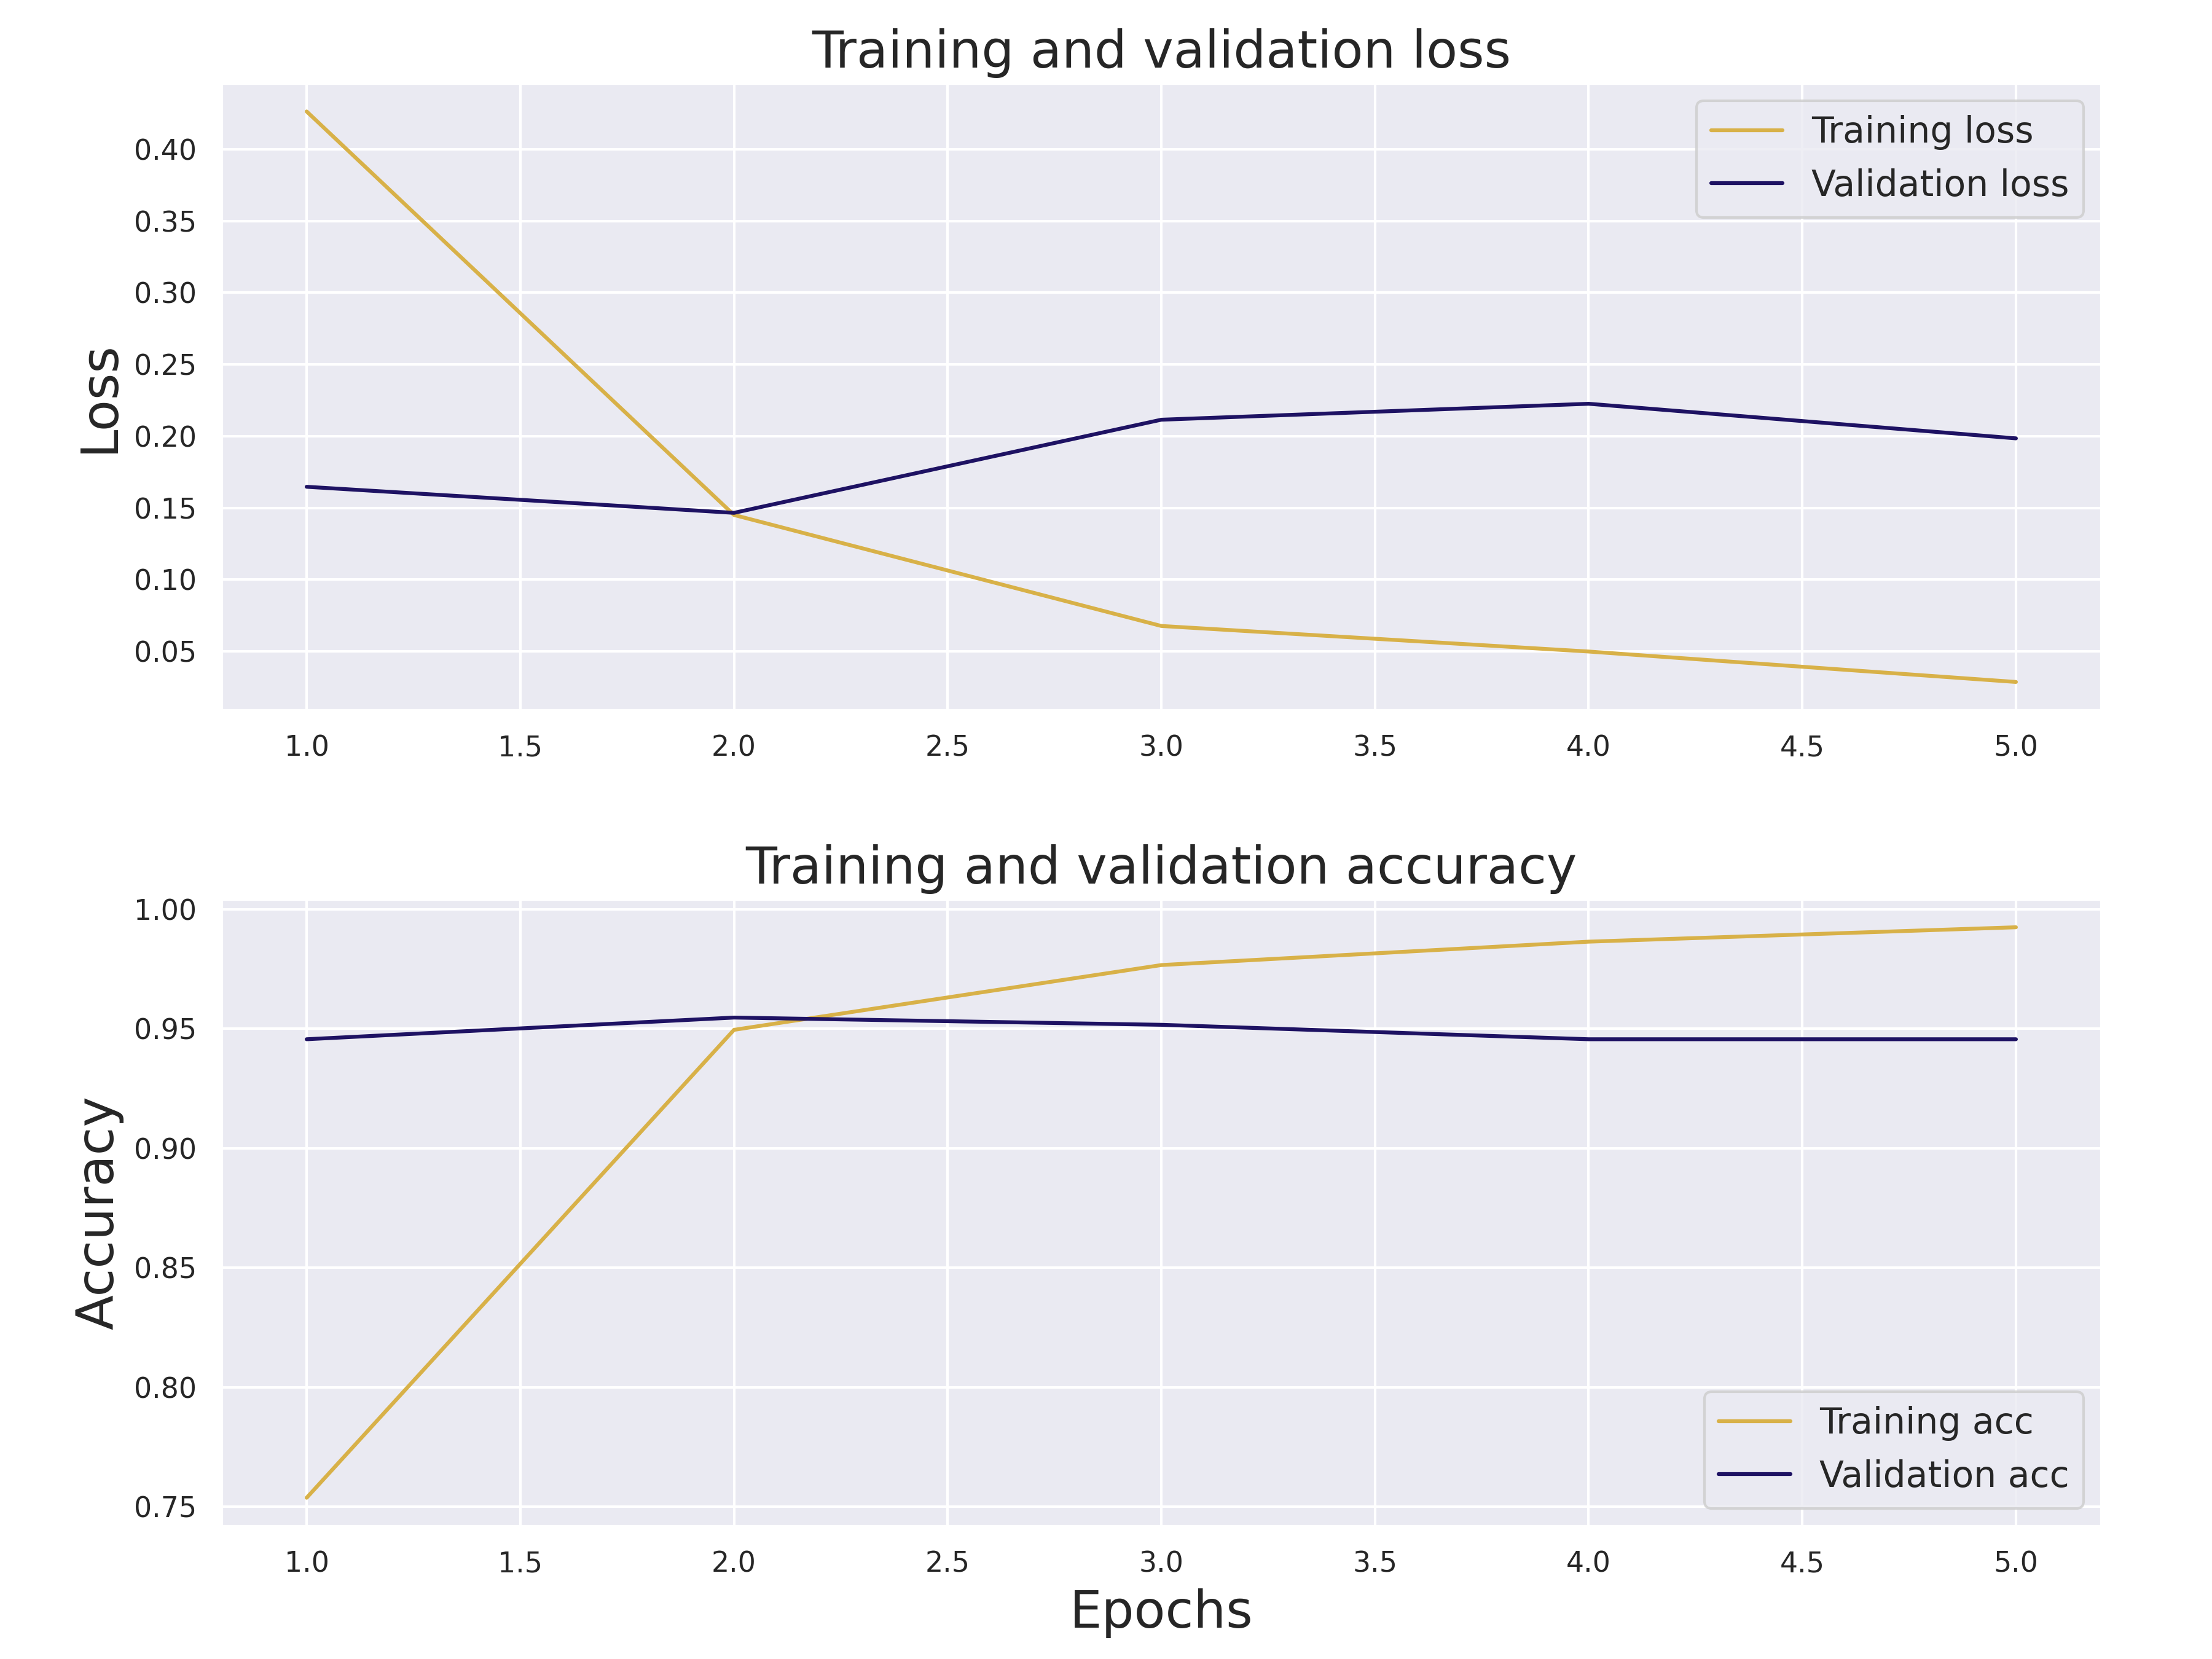 Training and validation loss
Loss
0.40
0.35
0.30
0.25
0.20
0.15
0.10
0.05
Training loss
Validation loss
1.0 1.5 2.0 2.5 3.0 3.5 4.0 4.5 5.0
Training and validation accuracy
Accuracy
1.00
0.95
0.90
0.85
0.80
0.75
Training acc
Validation acc
1.0 1.5 2.0 2.5 3.0 3.5 4.0 4.5 5.0
Epochs